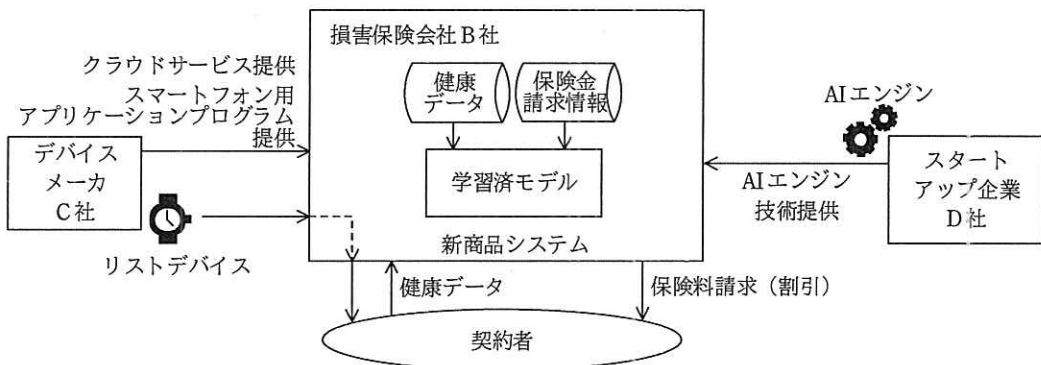 損害保険会社B社
クラウドサービス提供
スマートフォン用
アプリケーションプログラム
提供
健康
データ
保険金
請求情報
AIエンジン
デバイス
メーカ
C社
学習済モデル
AIエンジン
技術提供
スタート
アップ企業
D社
リストデバイス
新商品システム
健康データ
保険料請求（割引）
契約者